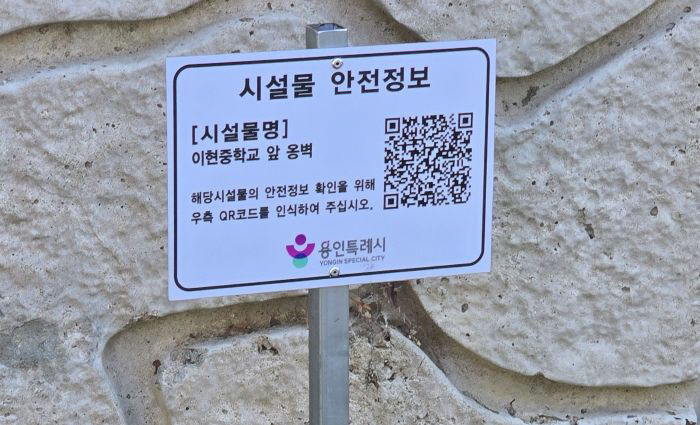 시설물 안전정보
[시설물명]
이현중학교 앞 옹벽
해당시설물의 안전정보 확인을 위해
우측 QR코드를 인식하여 주십시오.
용인특례시
YONGIN SPECIAL CITY